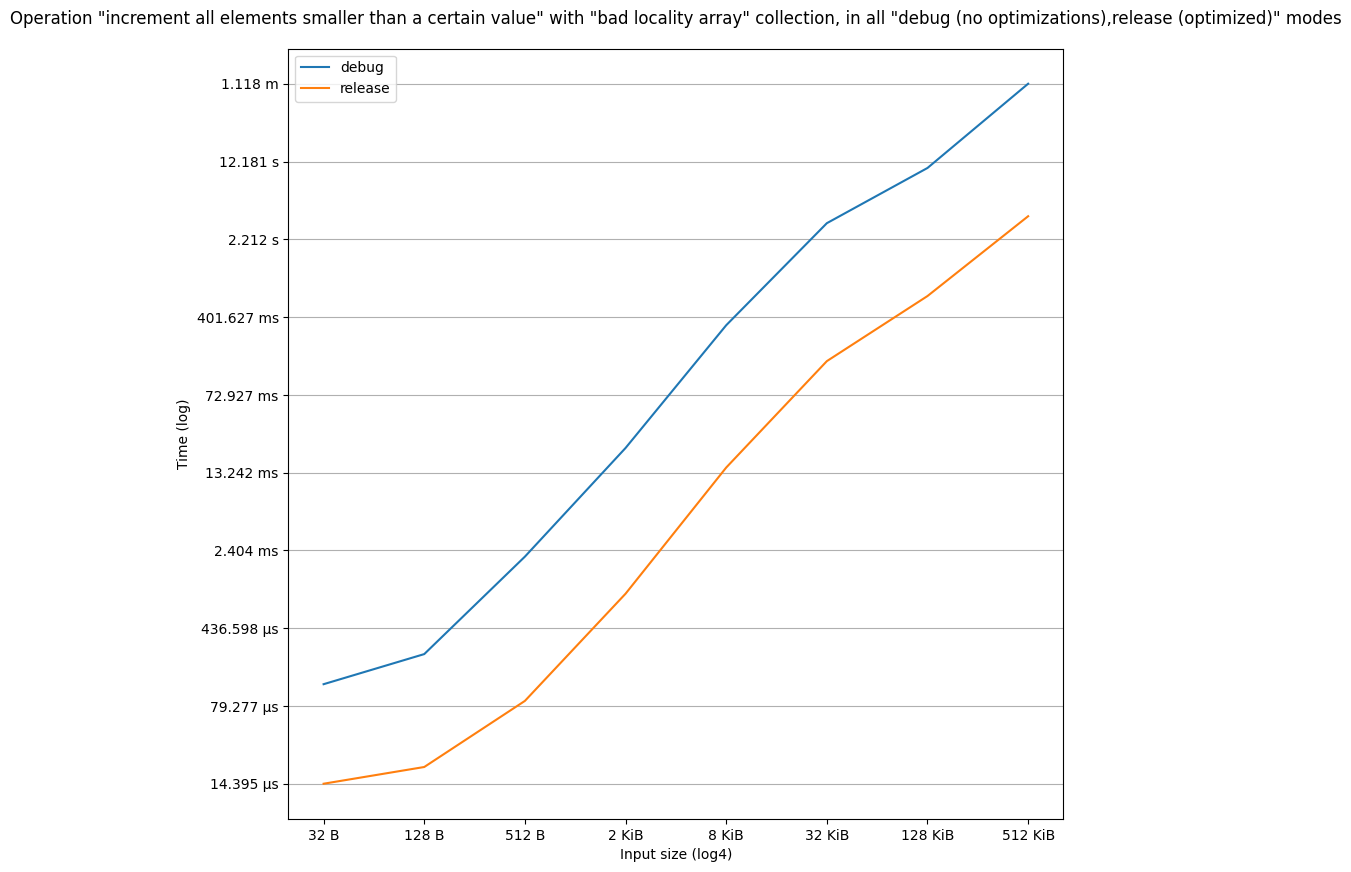 Operation "increment all elements smaller than a certain value" with "bad locality array" collection, in all "debug (no optimizations),release (optimized)" modes
debug
release
1.118 m
12.181 s
2.212 s
401.627 ms
72.927 ms
13.242 ms
2.404 ms
436.598 µs
79.277 µs
14.395 µs
Time (log)
32 B 128 B 512 B 2 KiB 8 KiB 32 KiB 128 KiB 512 KiB
Input size (log4)